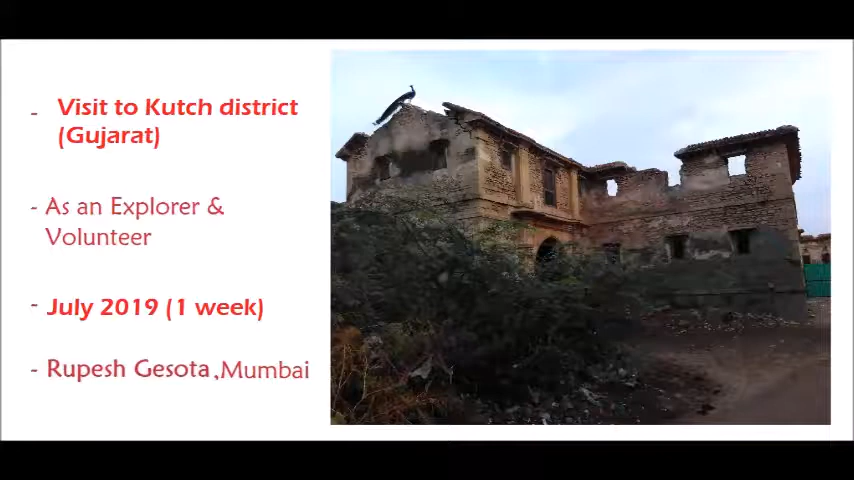 - Visit to Kutch district
(Gujarat)
- As an Explorer &
Volunteer
- July 2019 (1 week)
- Rupesh Gesota, Mumbai